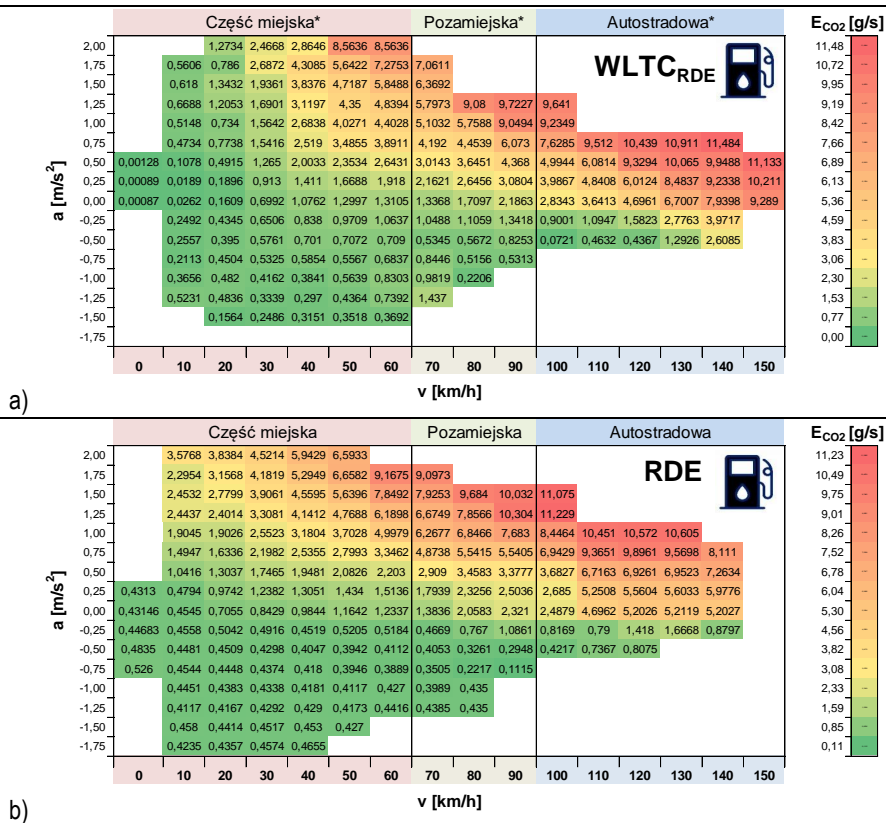 Część miejska* Pozamiejska* Autostradowa* E_CO2 [g/s]
2,00 1,2734 2,4668 2,8646 8,5636 8,5636 11,48
1,75 0,5606 0,786 2,6872 4,3085 5,6422 7,2753 7,0611 10,72
1,50 0,618 1,3432 1,9361 3,8376 4,7187 5,8488 6,3692 9,95
1,25 0,6688 1,2053 1,6901 3,1197 4,35 4,8394 5,7973 9,08 9,7227 9,641 9,19
1,00 0,5148 0,734 1,5642 2,6838 4,0271 4,4028 5,1032 5,7588 9,0494 9,2349 8,42
0,75 0,4734 0,7738 1,5416 2,519 3,4855 3,8911 4,192 4,4539 6,073 7,6285 9,512 10,439 10,911 11,484 7,66
0,50 0,00128 0,1078 0,4915 1,265 2,0033 2,3534 2,6431 3,0143 3,6451 4,368 4,9944 6,0814 9,3294 10,065 9,9488 11,133 6,89
0,25 0,00089 0,0189 0,1896 0,913 1,411 1,6688 1,918 2,1621 2,6456 3,0804 3,9867 4,8408 6,0124 8,4837 9,2338 10,211 6,13
0,00 0,00087 0,0262 0,1609 0,6992 1,0762 1,2997 1,3105 1,3368 1,7097 2,1863 2,8343 3,6413 4,6961 6,7007 7,9398 9,289 5,36
-0,25 0,2492 0,4345 0,6506 0,838 0,9709 1,0637 1,0488 1,1059 1,3418 0,9001 1,0947 1,5823 2,7763 3,9717 4,59
-0,50 0,2557 0,395 0,5761 0,701 0,7072 0,709 0,5345 0,5672 0,8253 0,0721 0,4632 0,4367 1,2926 2,6085 3,83
-0,75 0,2113 0,4504 0,5325 0,5854 0,5567 0,6837 0,8446 0,5156 0,5313 3,06
-1,00 0,3656 0,482 0,4162 0,3841 0,5639 0,8303 0,9819 0,2206 2,30
-1,25 0,5231 0,4836 0,3339 0,297 0,4364 0,7392 1,437 1,53
-1,50 0,1564 0,2486 0,3151 0,3518 0,3692 0,77
-1,75 0,00
WLTC_RDE
a [m/s²]
0 10 20 30 40 50 60 70 80 90 100 110 120 130 140 150
v [km/h]
a)
Część miejska Pozamiejska Autostradowa E_CO2 [g/s]
2,00 3,5768 3,8384 4,5214 5,9429 6,5933 11,23
1,75 2,2954 3,1568 4,1819 5,2949 6,6582 9,1675 9,0973 10,49
1,50 2,4532 2,7799 3,9061 4,5595 5,6396 7,8492 7,9253 9,684 10,032 11,075 9,75
1,25 2,4437 2,4014 3,3081 4,1412 4,7688 6,1898 6,6749 7,8566 10,304 11,229 9,01
1,00 1,9045 1,9026 2,5523 3,1804 3,7028 4,9979 6,2677 6,8466 7,683 8,4464 10,451 10,572 10,605 8,26
0,75 1,4947 1,6336 2,1982 2,5355 2,7993 3,3462 4,8738 5,5415 5,5405 6,9429 9,3651 9,8961 9,5698 8,111 7,52
0,50 1,0416 1,3037 1,7465 1,9481 2,0826 2,203 2,909 3,4583 3,3777 3,6827 6,7163 6,9261 6,9523 7,2634 6,78
0,25 0,4313 0,4794 0,9742 1,2382 1,3051 1,434 1,5136 1,7939 2,3256 2,5036 2,685 5,2508 5,5604 5,6033 5,9776 6,04
0,00 0,43146 0,4545 0,7055 0,8429 0,9844 1,1642 1,2337 1,3836 2,0583 2,321 2,4879 4,6962 5,2026 5,2119 5,2027 5,30
-0,25 0,44683 0,4558 0,5042 0,4916 0,4519 0,5205 0,5184 0,4669 0,767 1,0861 0,8169 0,79 1,418 1,6668 0,8797 4,56
-0,50 0,4835 0,4481 0,4509 0,4298 0,4047 0,3942 0,4112 0,4053 0,3261 0,2948 0,4217 0,7367 0,8075 3,82
-0,75 0,526 0,4544 0,4448 0,4374 0,418 0,3946 0,3889 0,3505 0,2217 0,1115 3,08
-1,00 0,4451 0,4383 0,4338 0,4181 0,4117 0,427 0,3989 0,435 2,33
-1,25 0,4117 0,4167 0,4292 0,429 0,4173 0,4416 0,4385 0,435 1,59
-1,50 0,458 0,4414 0,4517 0,453 0,427 0,85
-1,75 0,4235 0,4357 0,4574 0,4655 0,11
RDE
a [m/s²]
0 10 20 30 40 50 60 70 80 90 100 110 120 130 140 150
v [km/h]
b)